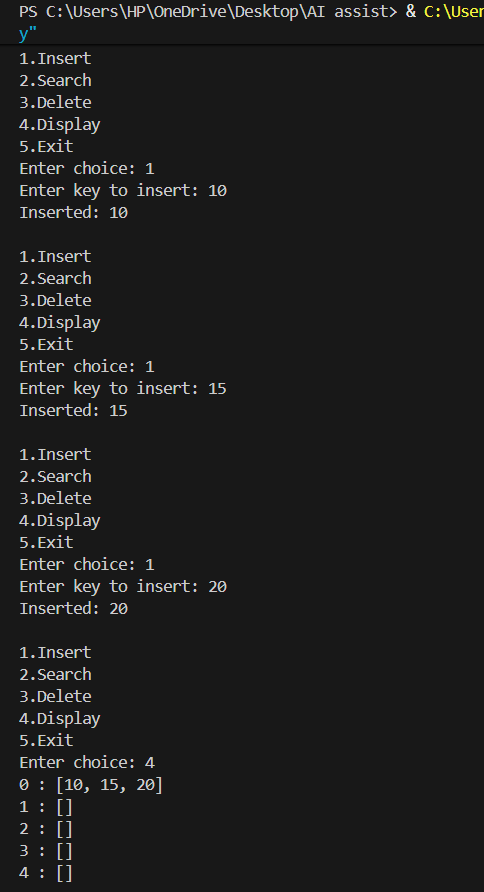 PS C:\Users\HP\OneDrive\Desktop\AI assist> & C:\User
y"
1.Insert
2.Search
3.Delete
4.Display
5.Exit
Enter choice: 1
Enter key to insert: 10
Inserted: 10
1.Insert
2.Search
3.Delete
4.Display
5.Exit
Enter choice: 1
Enter key to insert: 15
Inserted: 15
1.Insert
2.Search
3.Delete
4.Display
5.Exit
Enter choice: 1
Enter key to insert: 20
Inserted: 20
1.Insert
2.Search
3.Delete
4.Display
5.Exit
Enter choice: 4
0 : [10, 15, 20]
1 : []
2 : []
3 : []
4 : []